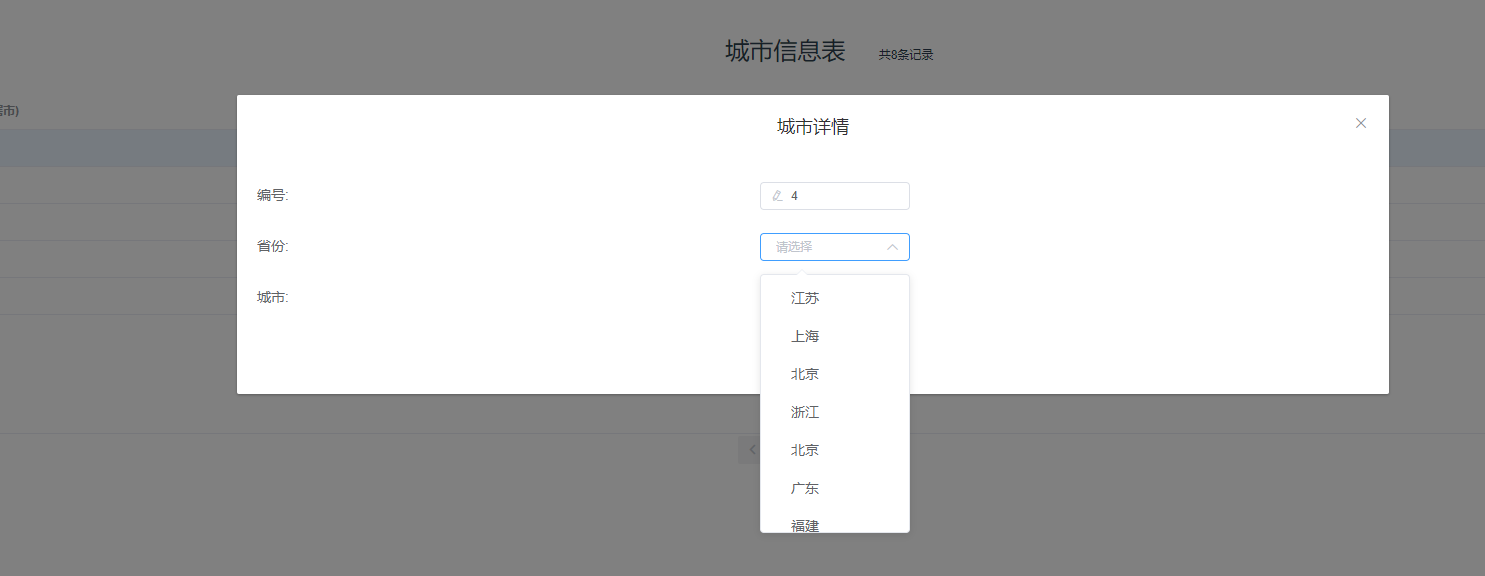 城市信息表 共8条记录
市)
城市详情
编号: 4
省份: 请选择
城市:
江苏
上海
北京
浙江
北京
广东
福建